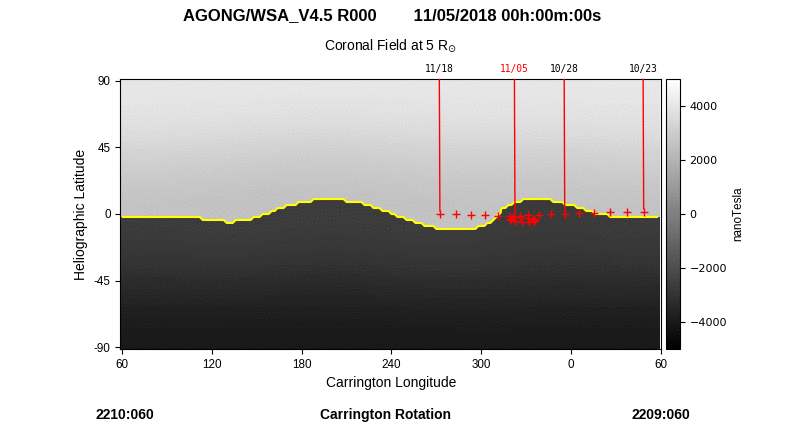 AGONG/WSA_V4.5 R000 11/05/2018 00h:00m:00s
Coronal Field at 5 R⊙
11/18 11/05 10/28 10/23
90
45
0
-45
-90
Heliographic Latitude
60 120 180 240 300 0 60
Carrington Longitude
4000
2000
0
−2000
−4000
nanoTesla
2210:060 Carrington Rotation 2209:060